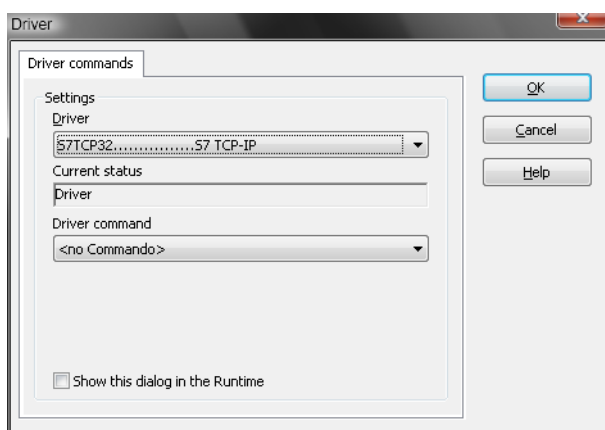 Driver
Driver commands
Settings
Driver
S7TCP32................S7 TCP-IP
Current status
Driver
Driver command
<no Commando>
Show this dialog in the Runtime
OK
Cancel
Help